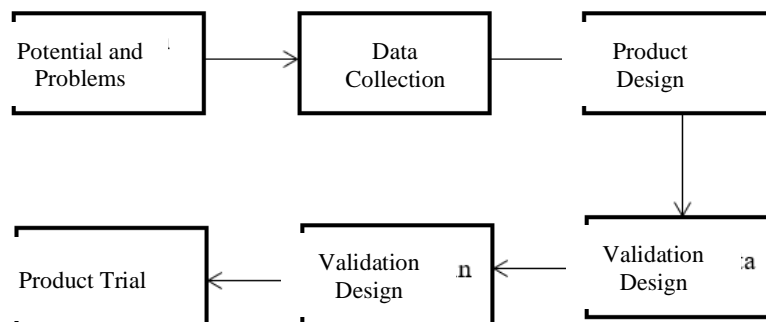 Potential and
Problems
Data
Collection
Product
Design
Validation
Design
Validation
Design
Product Trial